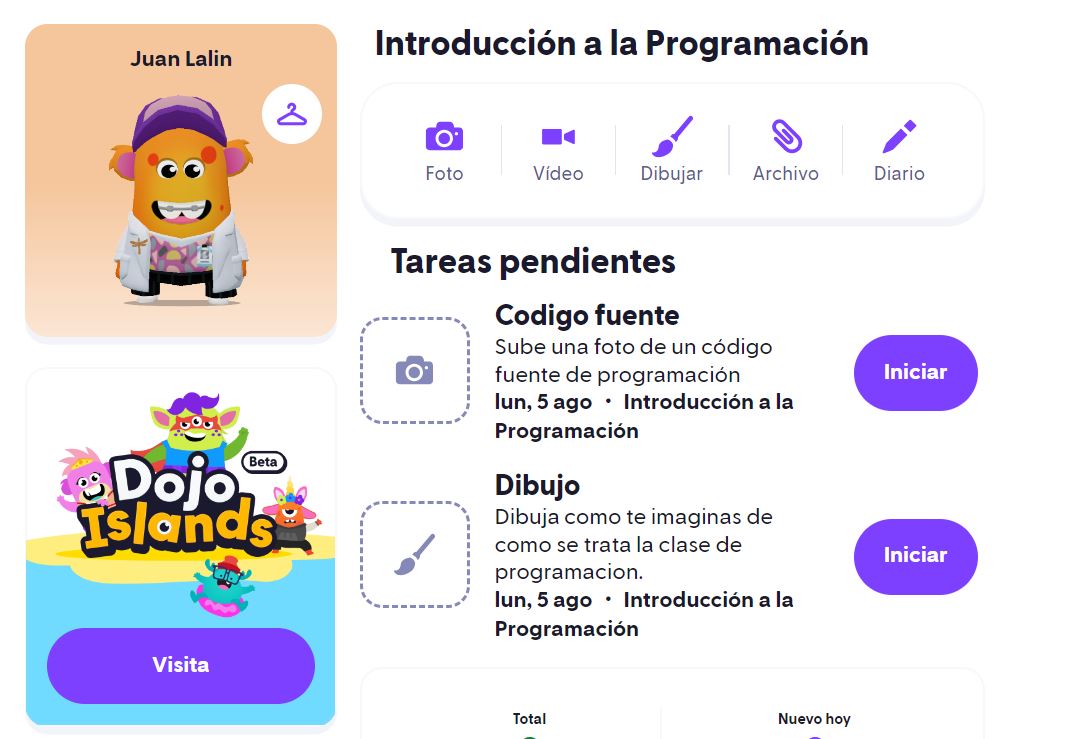 Juan Lalin
Introducción a la Programación
Foto
Vídeo
Dibujar
Archivo
Diario
Tareas pendientes
Codigo fuente
Sube una foto de un código
fuente de programación
lun, 5 ago · Introducción a la
Programación
Iniciar
Dibujo
Dibuja como te imaginas de
como se trata la clase de
programacion.
lun, 5 ago · Introducción a la
Programación
Iniciar
Dojo
Islands
Beta
Visita
Total
Nuevo hoy